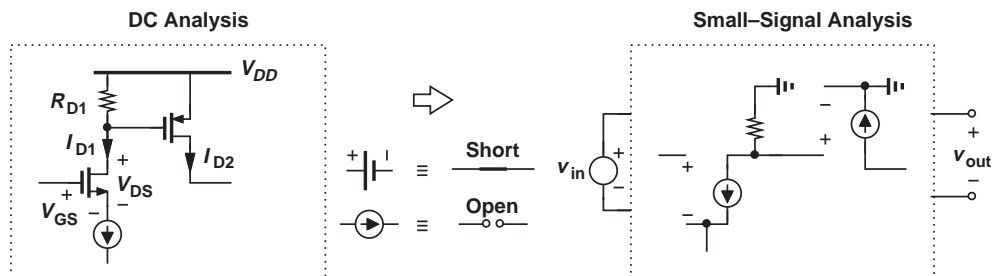 DC Analysis
Small–Signal Analysis
V_DD
R_D1
I_D1
+
I_D2
V_DS
+
V_GS
–
–
+ –
≡
Short
≡
Open
v_in
+
–
+
–
–
+
+
v_out
–